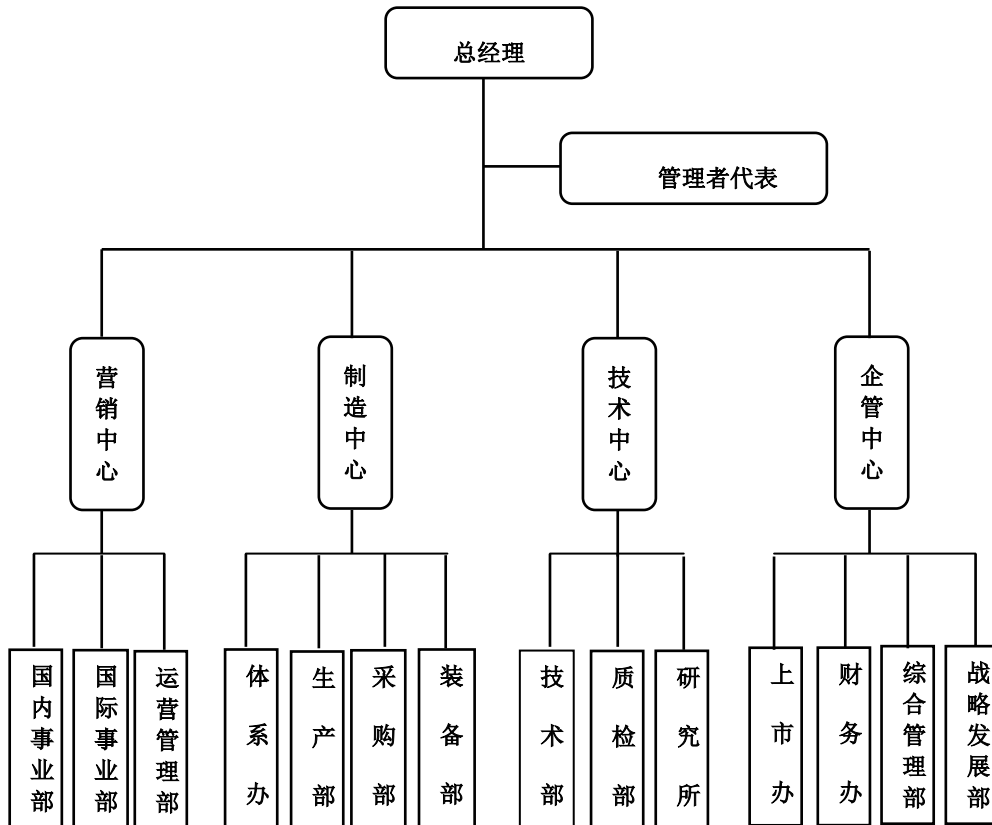 总经理
管理者代表
营销中心
制造中心
技术中心
企管中心
国内事业部
国际事业部
运营管理部
体系办
生产部
采购部
装备部
技术部
质检部
研究所
上市办
财务办
综合管理部
战略发展部